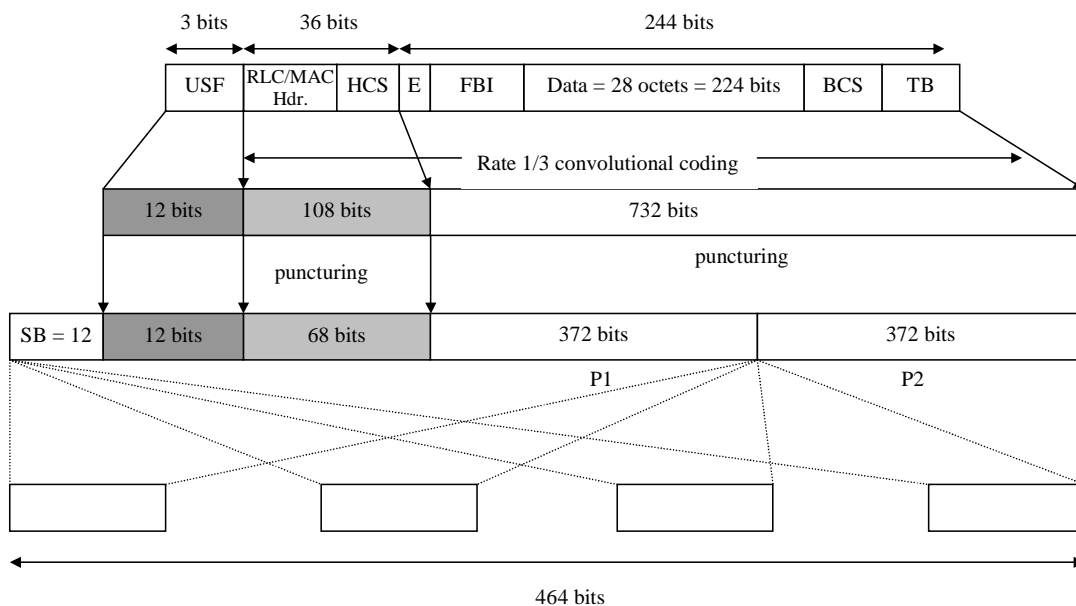 3 bits 36 bits 244 bits
USF RLC/MAC Hdr. HCS E FBI Data = 28 octets = 224 bits BCS TB
Rate 1/3 convolutional coding
12 bits 108 bits 732 bits
puncturing puncturing
SB = 12 12 bits 68 bits 372 bits 372 bits
P1 P2
464 bits